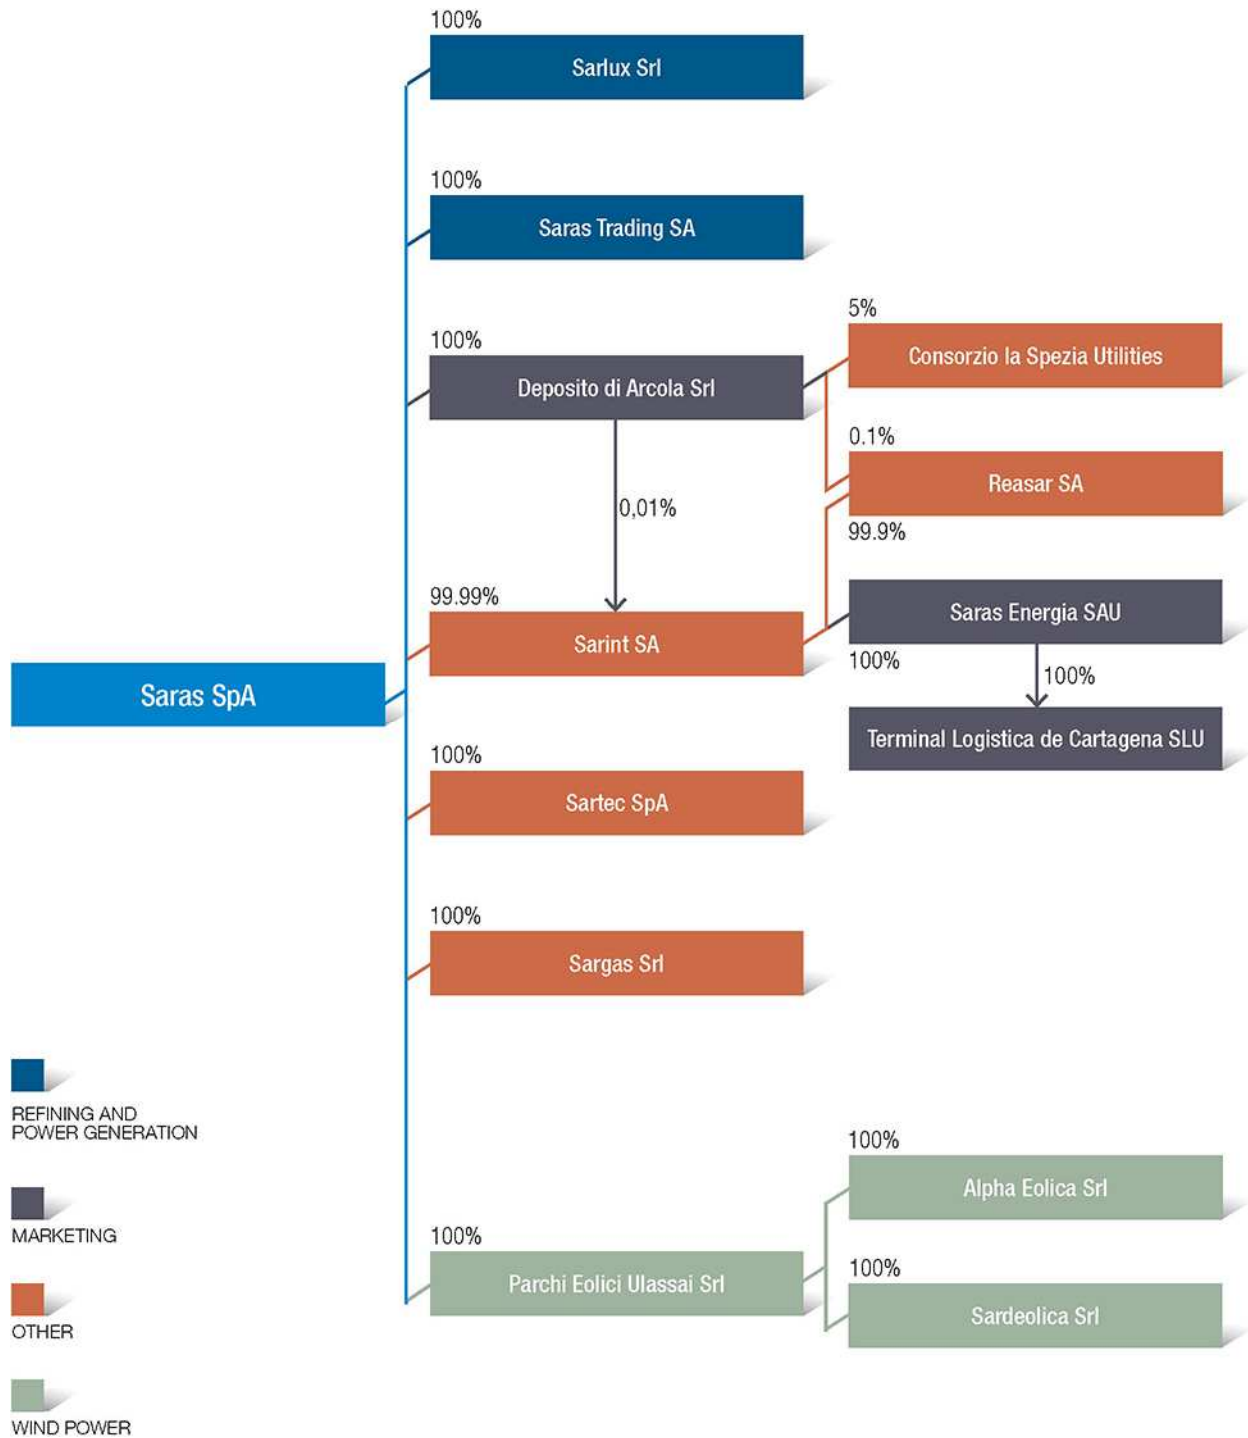 100%
Sarlux Srl
100%
Saras Trading SA
100%
Deposito di Arcola Srl
5%
Consorzio la Spezia Utilities
0.1%
Reasar SA
99.9%
0,01%
99.99%
Sarint SA
Saras Energia SAU
100%
100%
Terminal Logistica de Cartagena SLU
Saras SpA
100%
Sartec SpA
100%
Sargas Srl
100%
Parchi Eolici Ulassai Srl
100%
Alpha Eolica Srl
100%
Sardeolica Srl
REFINING AND
POWER GENERATION
MARKETING
OTHER
WIND POWER